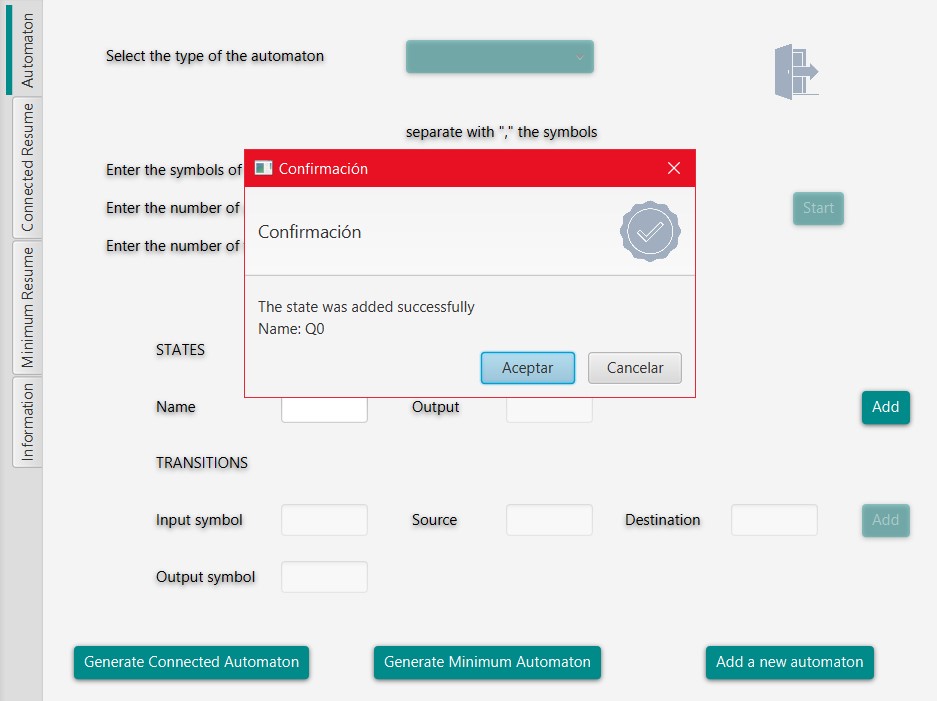 Automaton
Connected Resume
Minimum Resume
Information
Select the type of the automaton
separate with "," the symbols
Enter the symbols of
Enter the number of
Enter the number of
Start
Confirmación
Confirmación
The state was added successfully
Name: Q0
Aceptar Cancelar
STATES
Name Output Add
TRANSITIONS
Input symbol Source Destination Add
Output symbol
Generate Connected Automaton Generate Minimum Automaton Add a new automaton